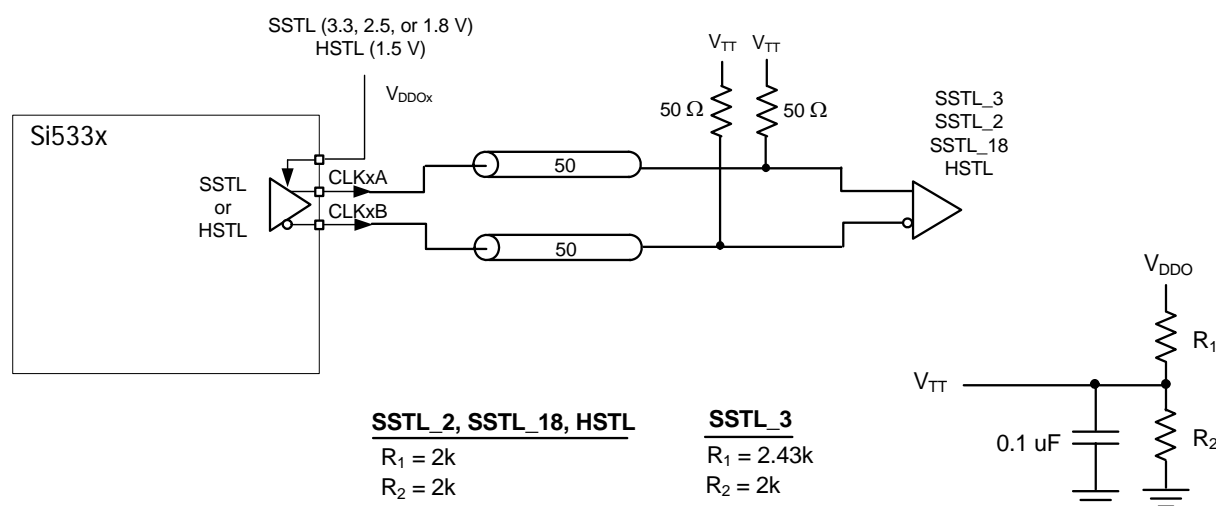 SSTL (3.3, 2.5, or 1.8 V)
HSTL (1.5 V)
VDDOx
Si533x
SSTL
or
HSTL
CLKxA
CLKxB
50
50
VTT
VTT
50 Ω
50 Ω
SSTL_3
SSTL_2
SSTL_18
HSTL
VDDO
R1
VTT
0.1 uF
R2
SSTL_2, SSTL_18, HSTL
R1 = 2k
R2 = 2k
SSTL_3
R1 = 2.43k
R2 = 2k